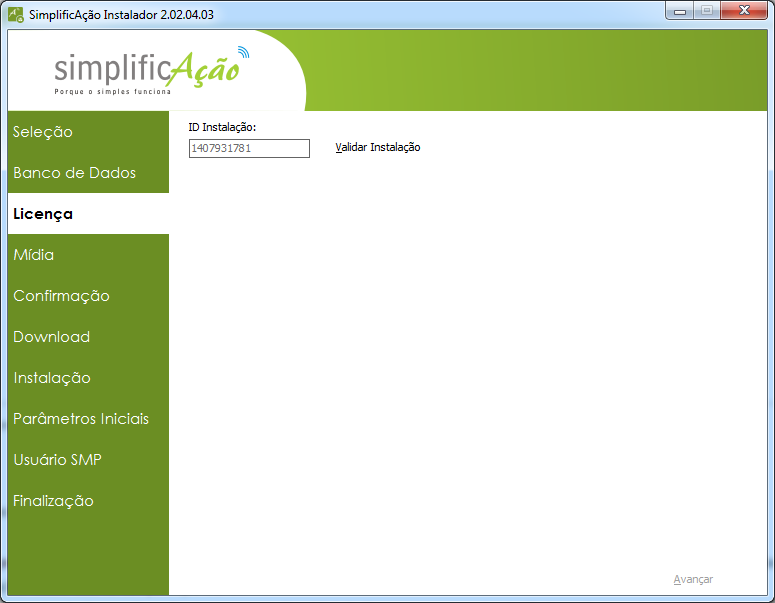 SimplificAção Instalador 2.02.04.03
simplificAção
Porque o simples funciona
Seleção
Banco de Dados
Licença
Mídia
Confirmação
Download
Instalação
Parâmetros Iniciais
Usuário SMP
Finalização
ID Instalação:
1407931781
Validar Instalação
Avançar